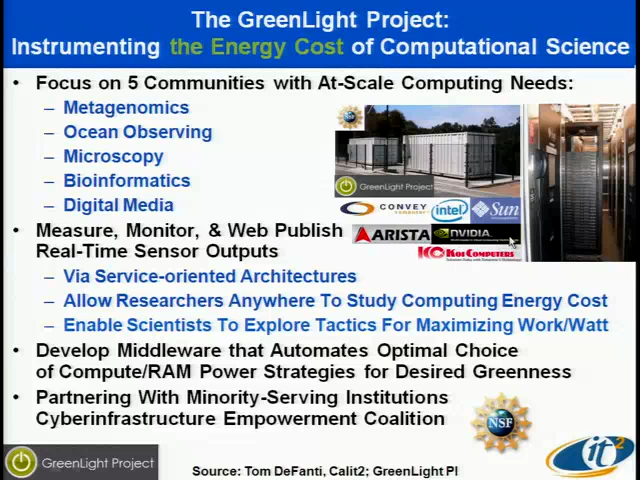 The GreenLight Project:
Instrumenting the Energy Cost of Computational Science
• Focus on 5 Communities with At-Scale Computing Needs:
– Metagenomics
– Ocean Observing
– Microscopy
– Bioinformatics
– Digital Media
NSF
GreenLight Project
CONVEY
intel
Sun
ARISTA
NVIDIA
KOI COMPUTERS
• Measure, Monitor, & Web Publish
Real-Time Sensor Outputs
– Via Service-oriented Architectures
– Allow Researchers Anywhere To Study Computing Energy Cost
– Enable Scientists To Explore Tactics For Maximizing Work/Watt
• Develop Middleware that Automates Optimal Choice
of Compute/RAM Power Strategies for Desired Greenness
• Partnering With Minority-Serving Institutions
Cyberinfrastructure Empowerment Coalition
NSF
GreenLight Project
Source: Tom DeFanti, Calit2; GreenLight PI
it2